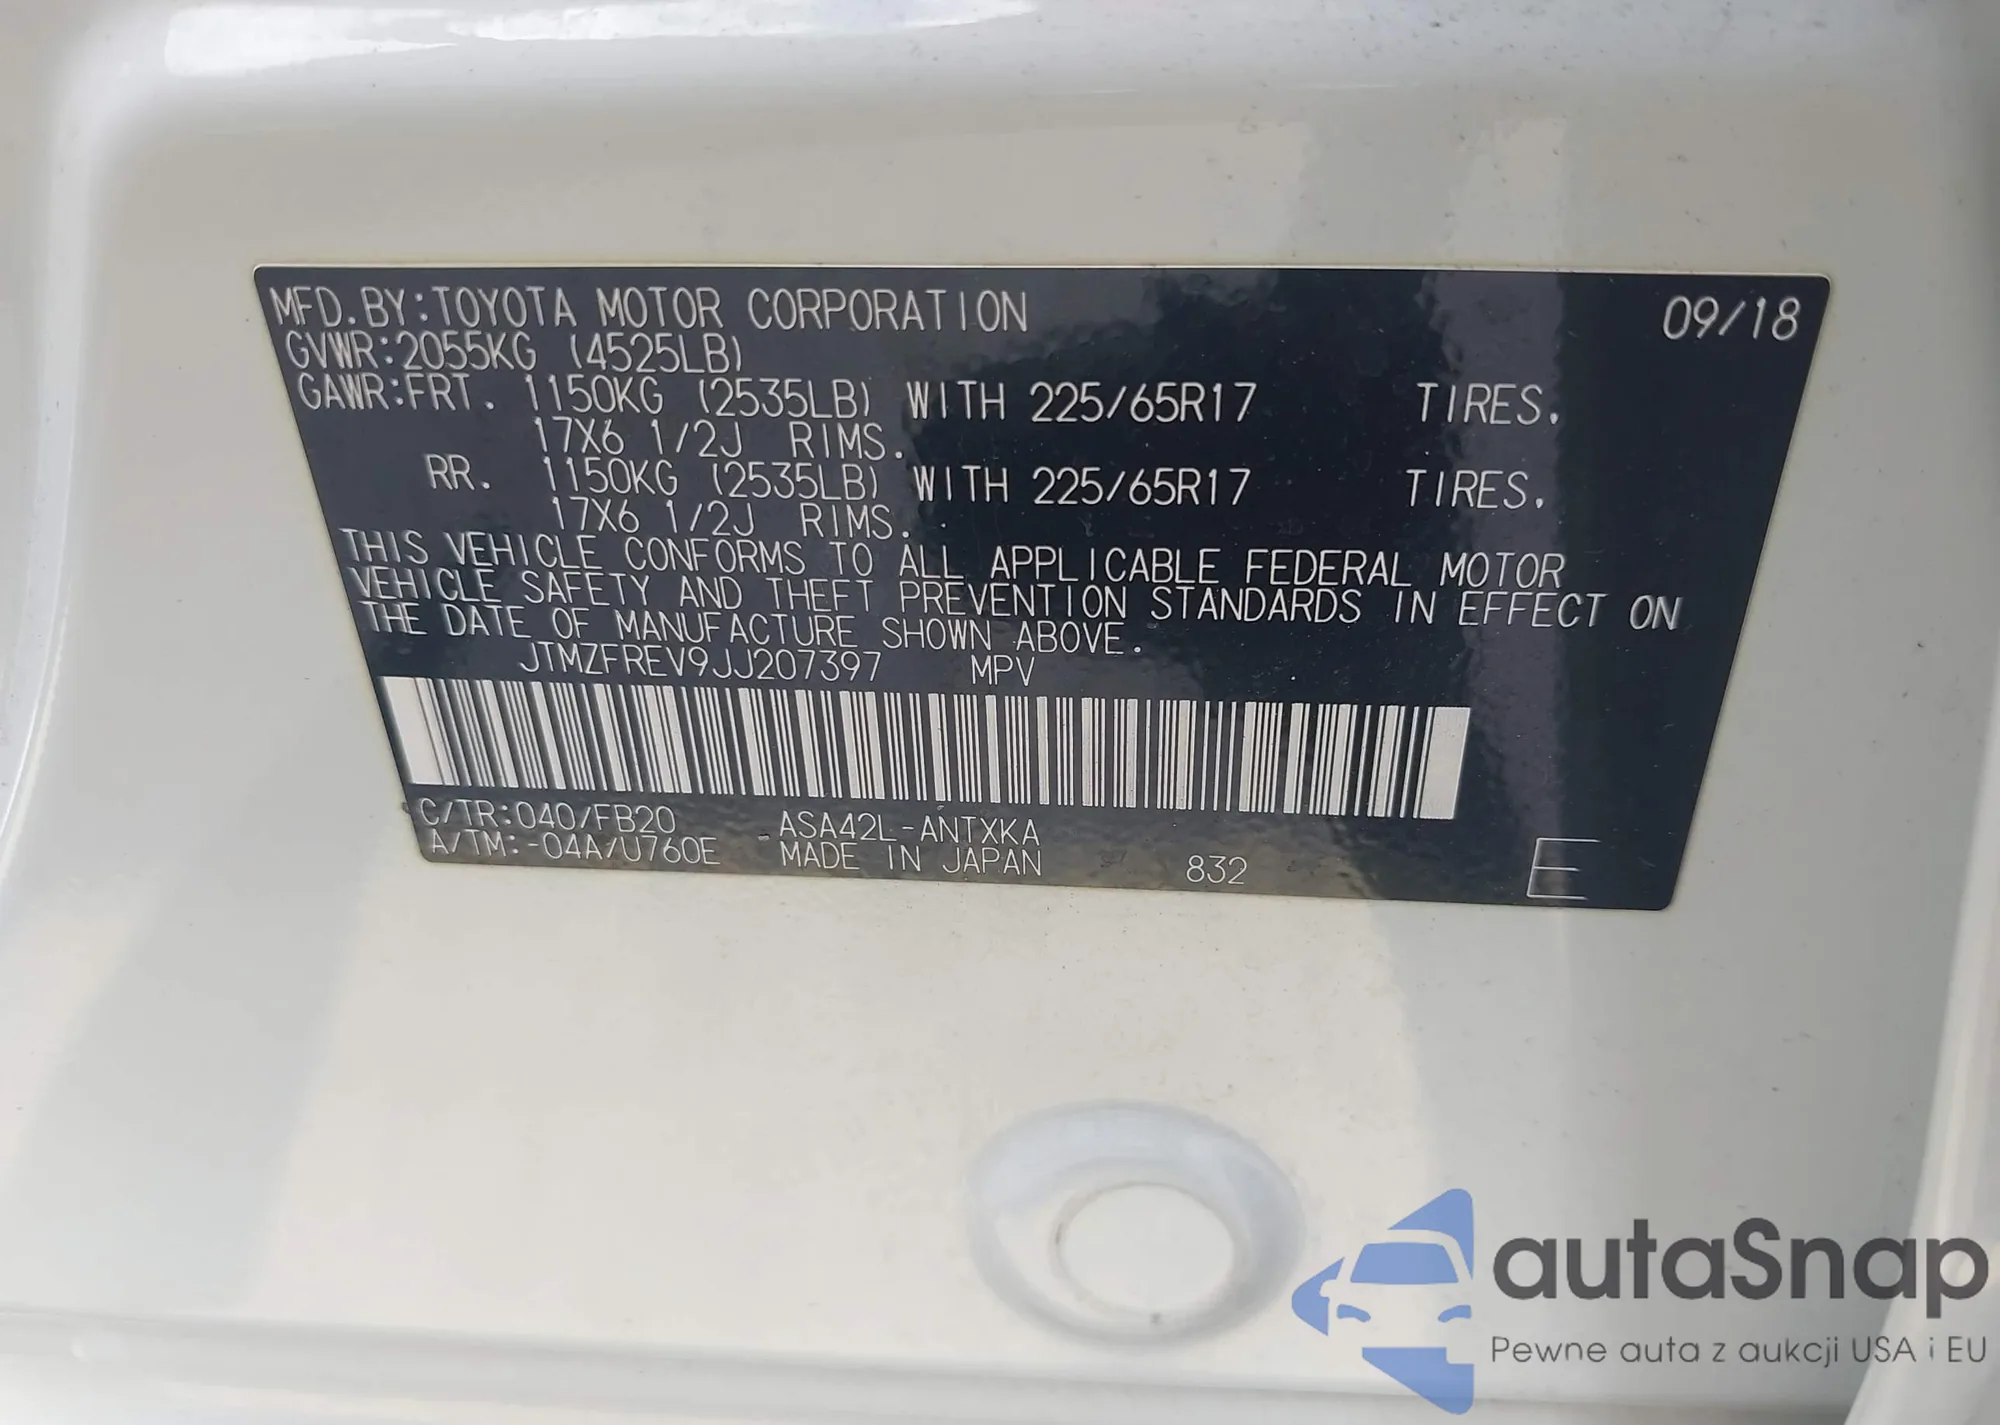 MFD.BY:TOYOTA MOTOR CORPORATION 09/18
GVWR:2055KG (4525LB)
GAWR:FRT. 1150KG (2535LB) WITH 225/65R17 TIRES.
17X6 1/2J RIMS.
RR. 1150KG (2535LB) WITH 225/65R17 TIRES.
17X6 1/2J RIMS.
THIS VEHICLE CONFORMS TO ALL APPLICABLE FEDERAL MOTOR
VEHICLE SAFETY AND THEFT PREVENTION STANDARDS IN EFFECT ON
THE DATE OF MANUFACTURE SHOWN ABOVE.
JTMZFREV9JJ207397 MPV
C/TR:040/FB20 ASA42L-ANTXKA
A/TM:-04A/U760E MADE IN JAPAN 832 E
autaSnap
Pewne auta z aukcji USA i EU